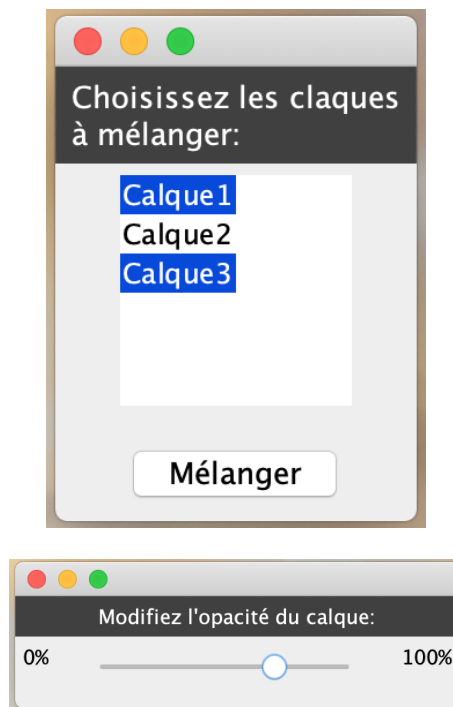 Choisissez les claques
à mélanger:
Calque1
Calque2
Calque3
Mélanger
Modifiez l'opacité du calque:
0%
100%